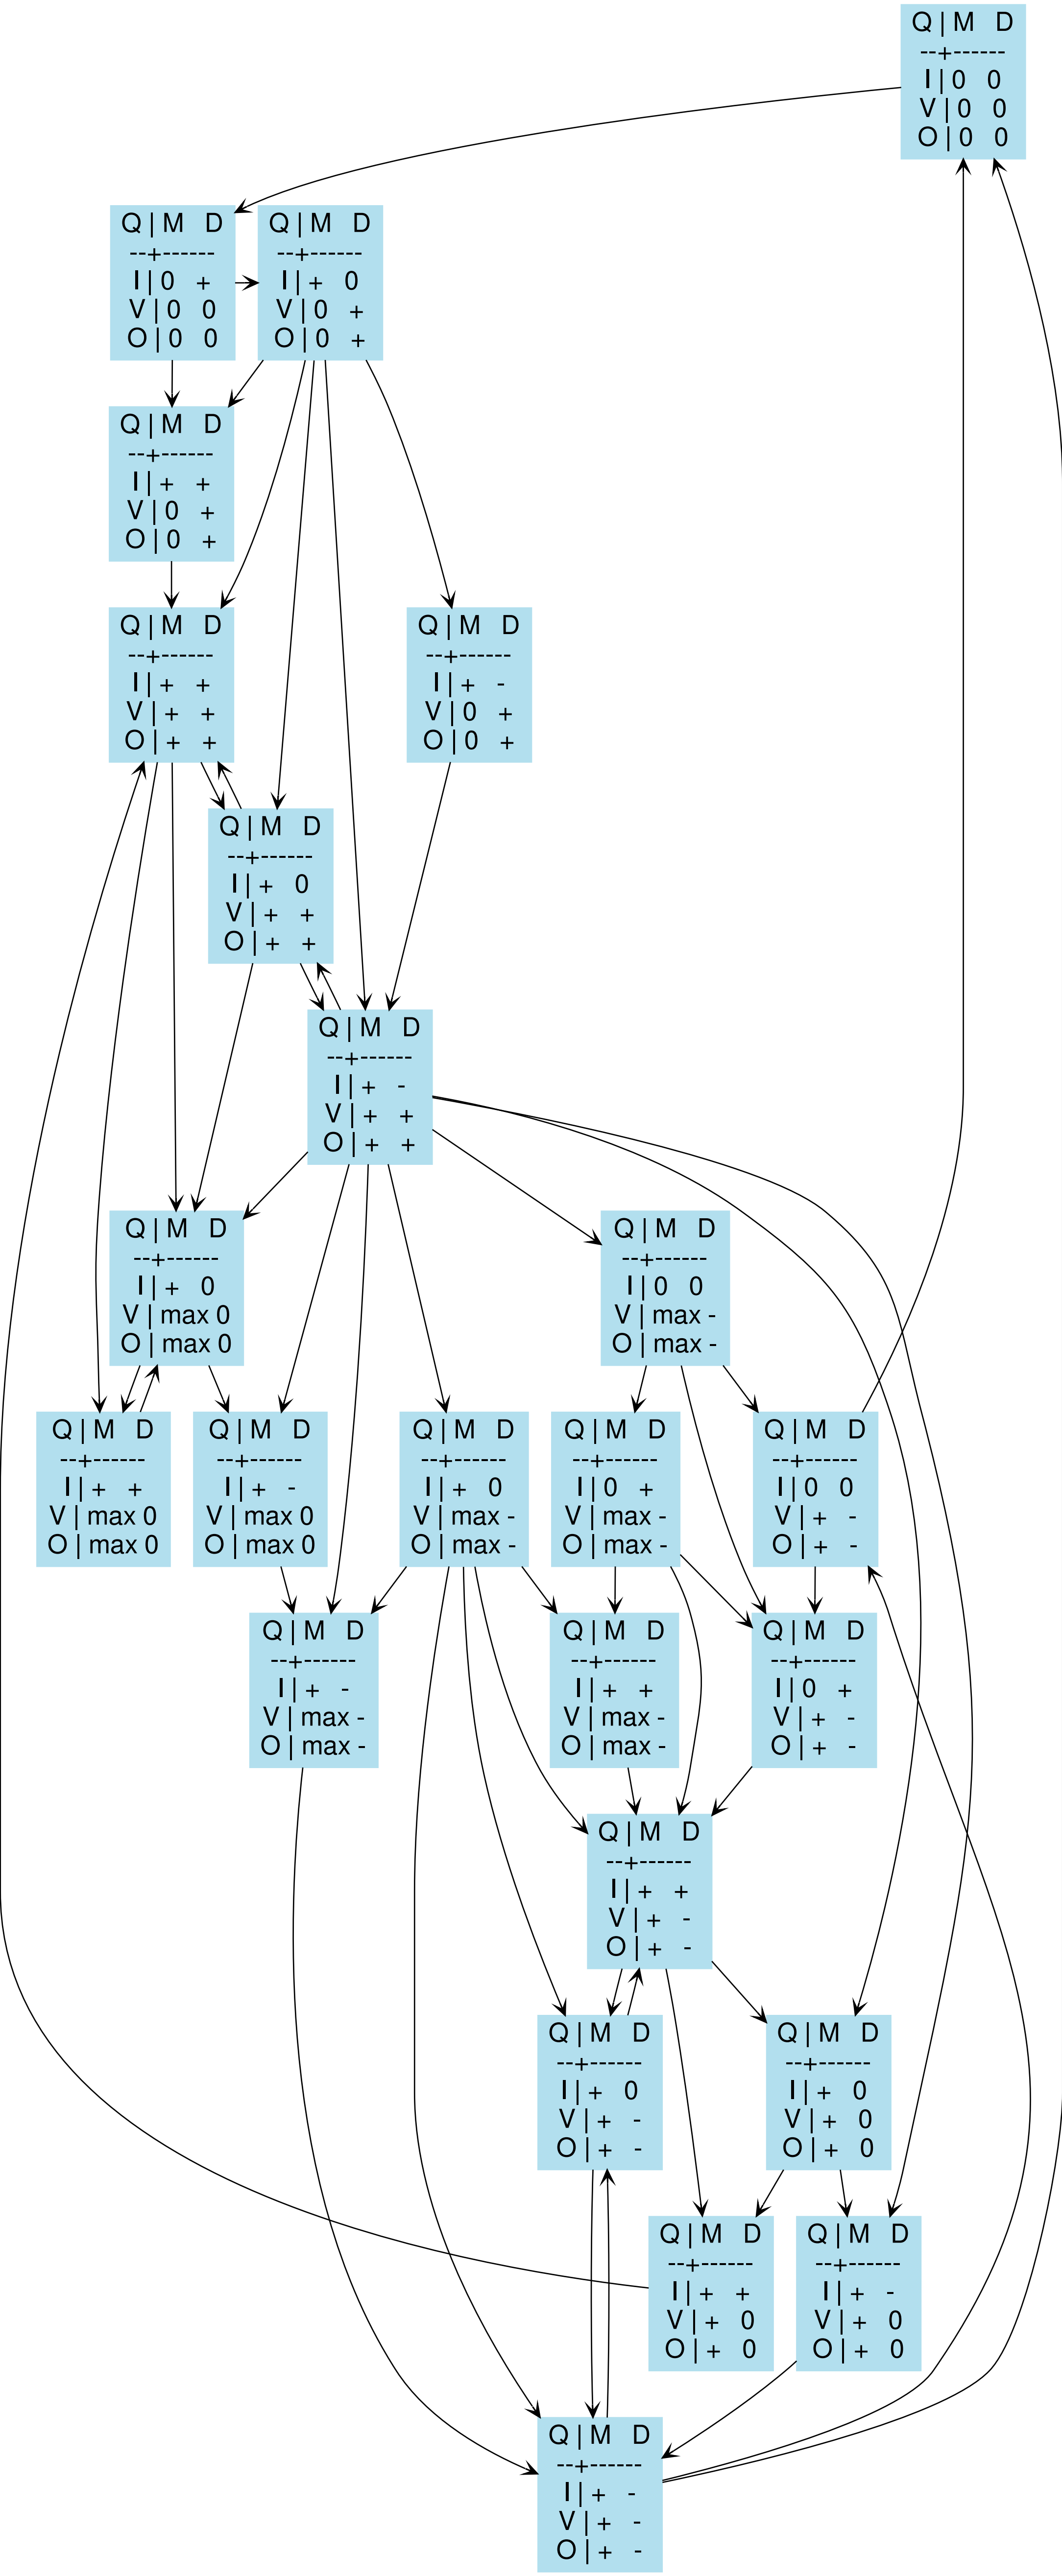 Q | M D
--+------
I | 0 0
V | 0 0
O | 0 0
Q | M D
--+------
I | 0 +
V | 0 0
O | 0 0
Q | M D
--+------
I | + 0
V | 0 +
O | 0 +
Q | M D
--+------
I | + +
V | 0 +
O | 0 +
Q | M D
--+------
I | + +
V | + +
O | + +
Q | M D
--+------
I | + -
V | 0 +
O | 0 +
Q | M D
--+------
I | + 0
V | + +
O | + +
Q | M D
--+------
I | + -
V | + +
O | + +
Q | M D
--+------
I | + 0
V | max 0
O | max 0
Q | M D
--+------
I | 0 0
V | max -
O | max -
Q | M D
--+------
I | + +
V | max 0
O | max 0
Q | M D
--+------
I | + -
V | max 0
O | max 0
Q | M D
--+------
I | + 0
V | max -
O | max -
Q | M D
--+------
I | 0 +
V | max -
O | max -
Q | M D
--+------
I | 0 0
V | + -
O | + -
Q | M D
--+------
I | + -
V | max -
O | max -
Q | M D
--+------
I | + +
V | max -
O | max -
Q | M D
--+------
I | 0 +
V | + -
O | + -
Q | M D
--+------
I | + +
V | + -
O | + -
Q | M D
--+------
I | + 0
V | + -
O | + -
Q | M D
--+------
I | + 0
V | + 0
O | + 0
Q | M D
--+------
I | + +
V | + 0
O | + 0
Q | M D
--+------
I | + -
V | + 0
O | + 0
Q | M D
--+------
I | + -
V | + -
O | + -